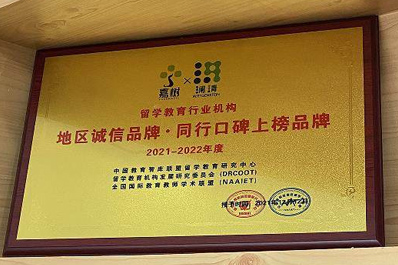 嘉树 × 澜清
留学教育行业机构
地区诚信品牌·同行口碑上榜品牌
2021-2022年度
中国教育智库联盟留学教育研究中心
留学教育机构发展研究委员会(DRCOOT)
全国国际教育教师学术联盟(NAAIET)